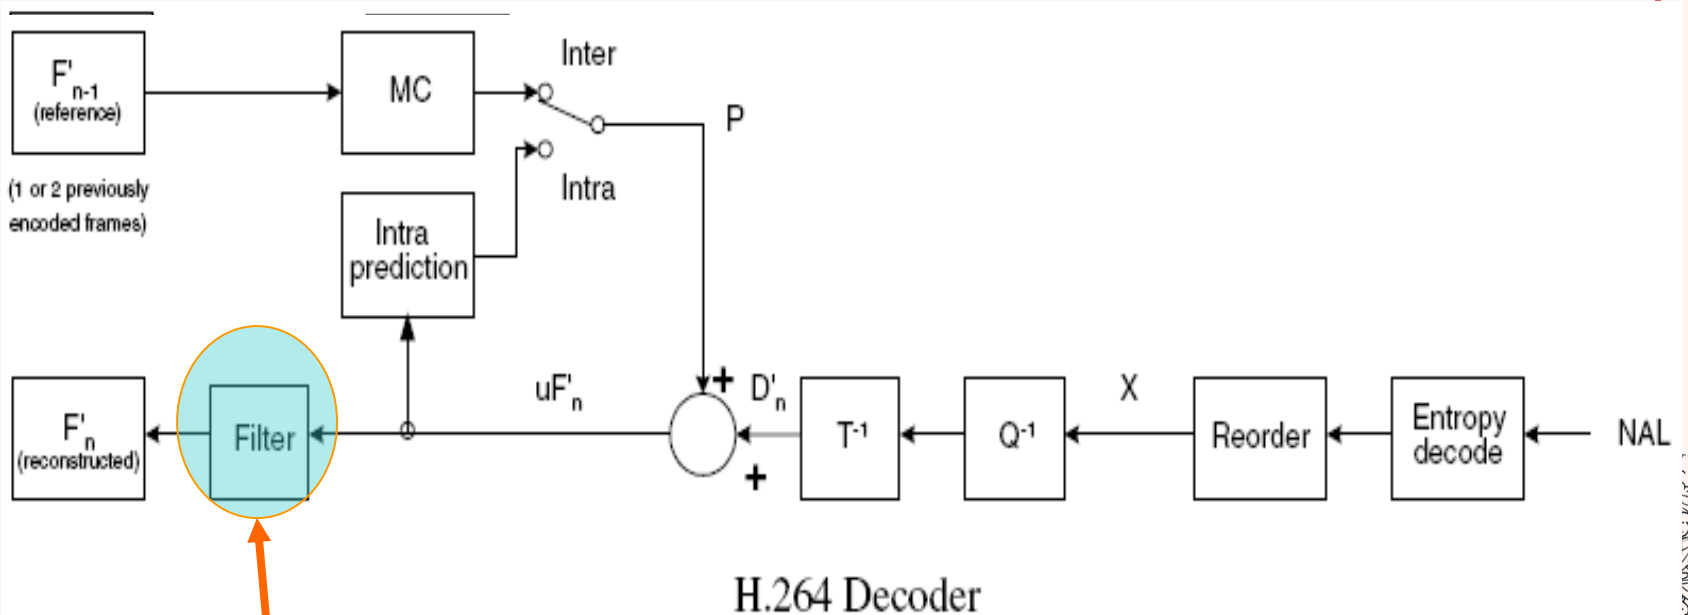 F'n-1
(reference)
(1 or 2 previously
encoded frames)
MC
Inter
Intra
P
Intra
prediction
F'n
(reconstructed)
Filter
uF'n
+
D'n
+
T-1
Q-1
X
Reorder
Entropy
decode
NAL
H.264 Decoder